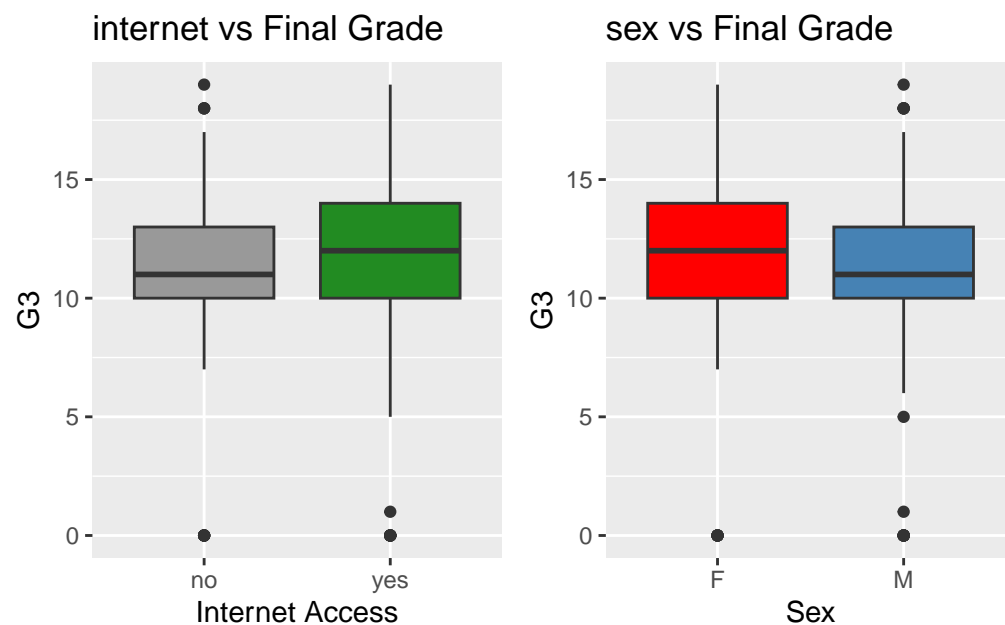 internet vs Final Grade
G3
15
10
5
0
no yes
Internet Access
sex vs Final Grade
G3
15
10
5
0
F M
Sex